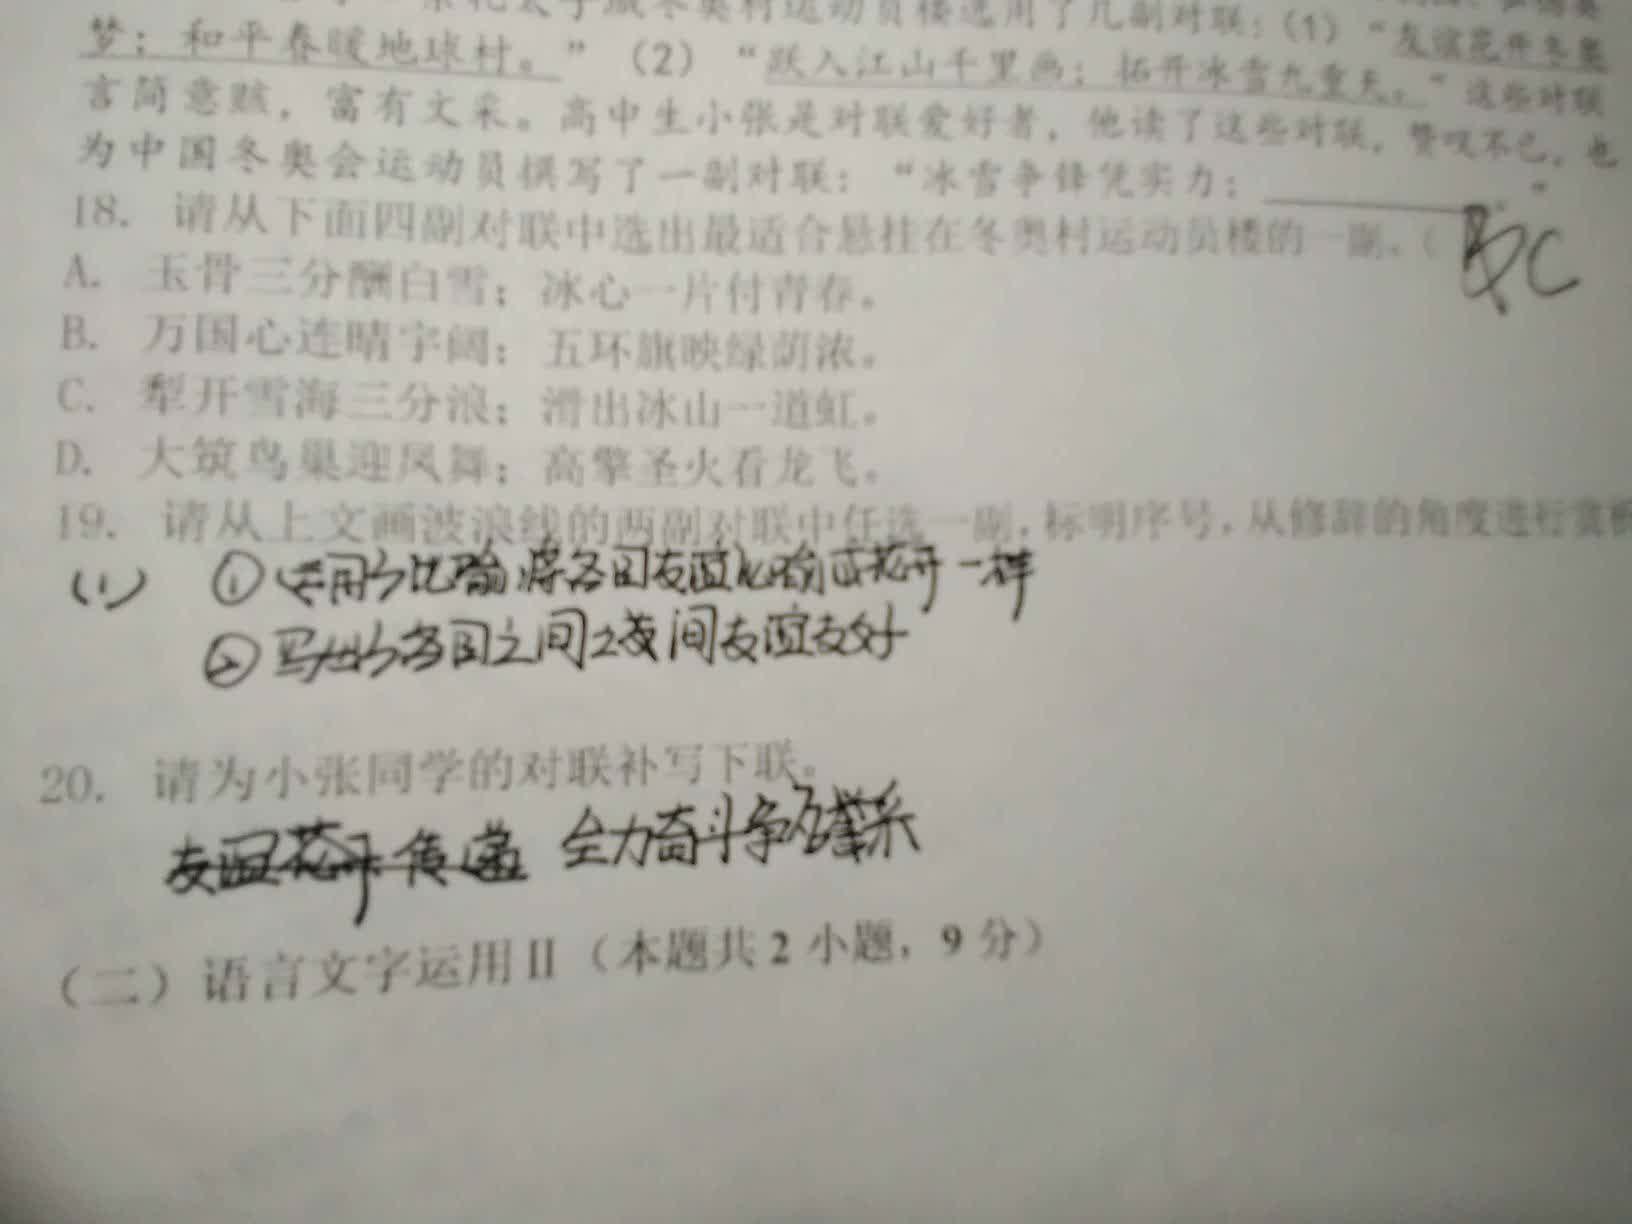 运动员楼选用了几副对联：（1）“友谊花开冬奥
梦；和平春暖地球村。”（2）“跃入江山千里画；拓开冰雪九重天。”这些对联
言简意赅，富有文采。高中生小张是对联爱好者，他读了这些对联，赞叹不已，也
为中国冬奥会运动员撰写了一副对联：“冰雪争锋凭实力；________。”
18. 请从下面四副对联中选出最适合悬挂在冬奥村运动员楼的一副。（ C
A. 玉骨三分酬白雪；冰心一片付青春。
B. 万国心连晴宇阔；五环旗映绿荫浓。
C. 犁开雪海三分浪；滑出冰山一道虹。
D. 大筑鸟巢迎凤舞；高擎圣火看龙飞。
19. 请从上文画波浪线的两副对联中任选一副，标明序号，从修辞的角度进行赏析
（1） ①使用了比喻，将各国友谊比喻成花开一样
②写出了各国之间之间友谊友好
20. 请为小张同学的对联补写下联。
友谊花开传递 全力奋斗争
（二）语言文字运用Ⅱ（本题共2小题，9分）